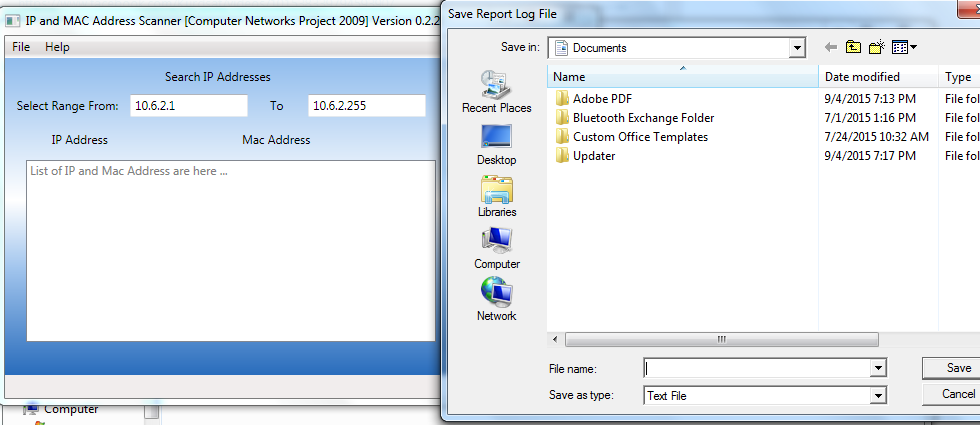 IP and MAC Address Scanner [Computer Networks Project 2009] Version 0.2.2
File Help
Search IP Addresses
Select Range From: 10.6.2.1 To 10.6.2.255
IP Address Mac Address
List of IP and Mac Address are here ...
Computer
Save Report Log File
Save in: Documents
Recent Places
Desktop
Libraries
Computer
Network
Name Date modified Type
Adobe PDF 9/4/2015 7:13 PM File fol
Bluetooth Exchange Folder 7/1/2015 1:16 PM File fol
Custom Office Templates 7/24/2015 10:32 AM File fol
Updater 9/4/2015 7:17 PM File fol
File name: Save
Save as type: Text File Cancel